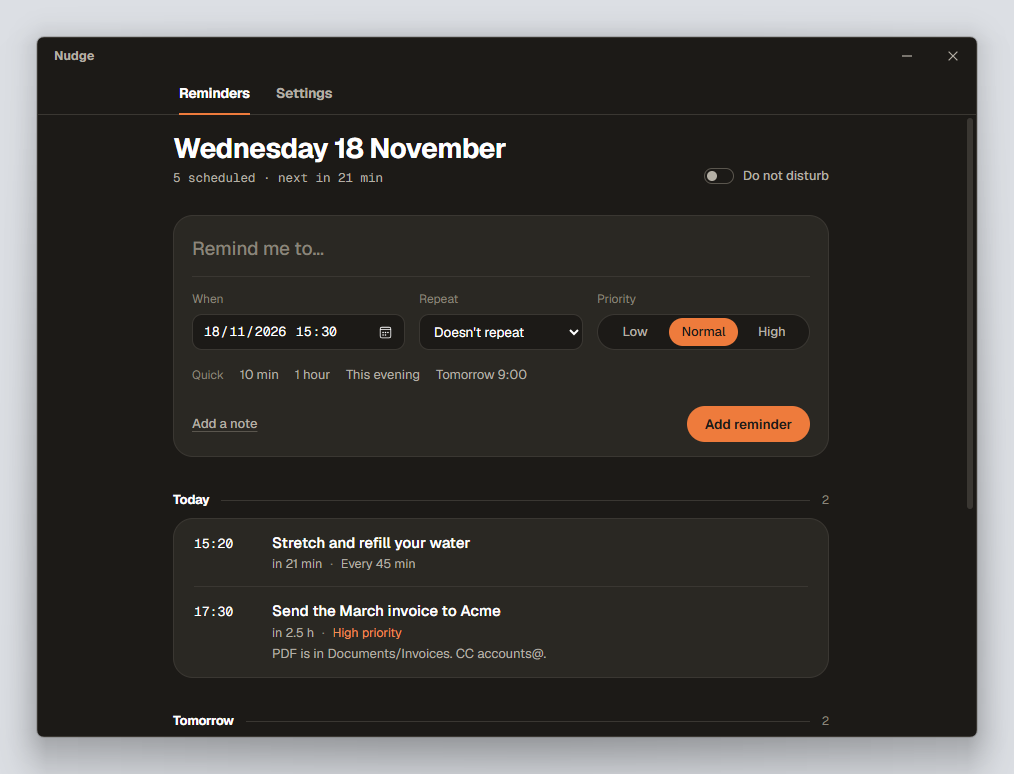 Nudge
Reminders Settings
Wednesday 18 November
5 scheduled · next in 21 min
Do not disturb
Remind me to...
When Repeat Priority
18/11/2026 15:30 Doesn't repeat Low Normal High
Quick 10 min 1 hour This evening Tomorrow 9:00
Add a note Add reminder
Today 2
15:20 Stretch and refill your water
in 21 min · Every 45 min
17:30 Send the March invoice to Acme
in 2.5 h · High priority
PDF is in Documents/Invoices. CC accounts@.
Tomorrow 2